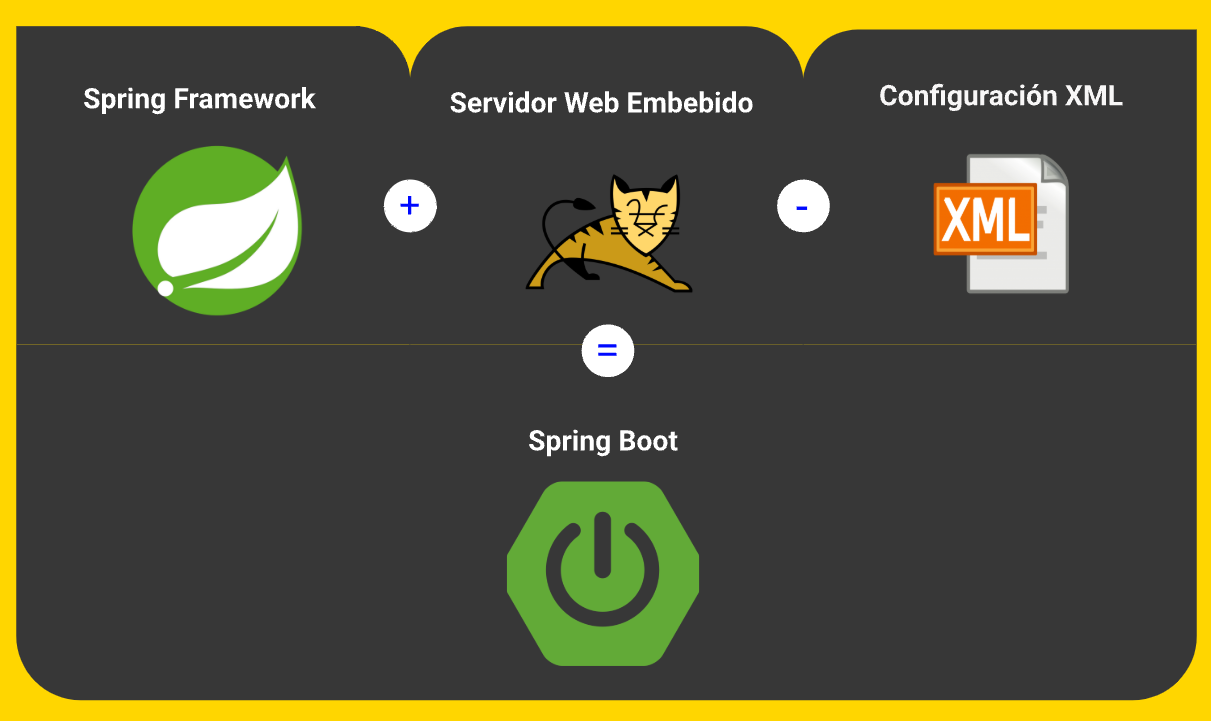 Spring Framework
Servidor Web Embebido
Configuración XML
+
-
XML
=
Spring Boot